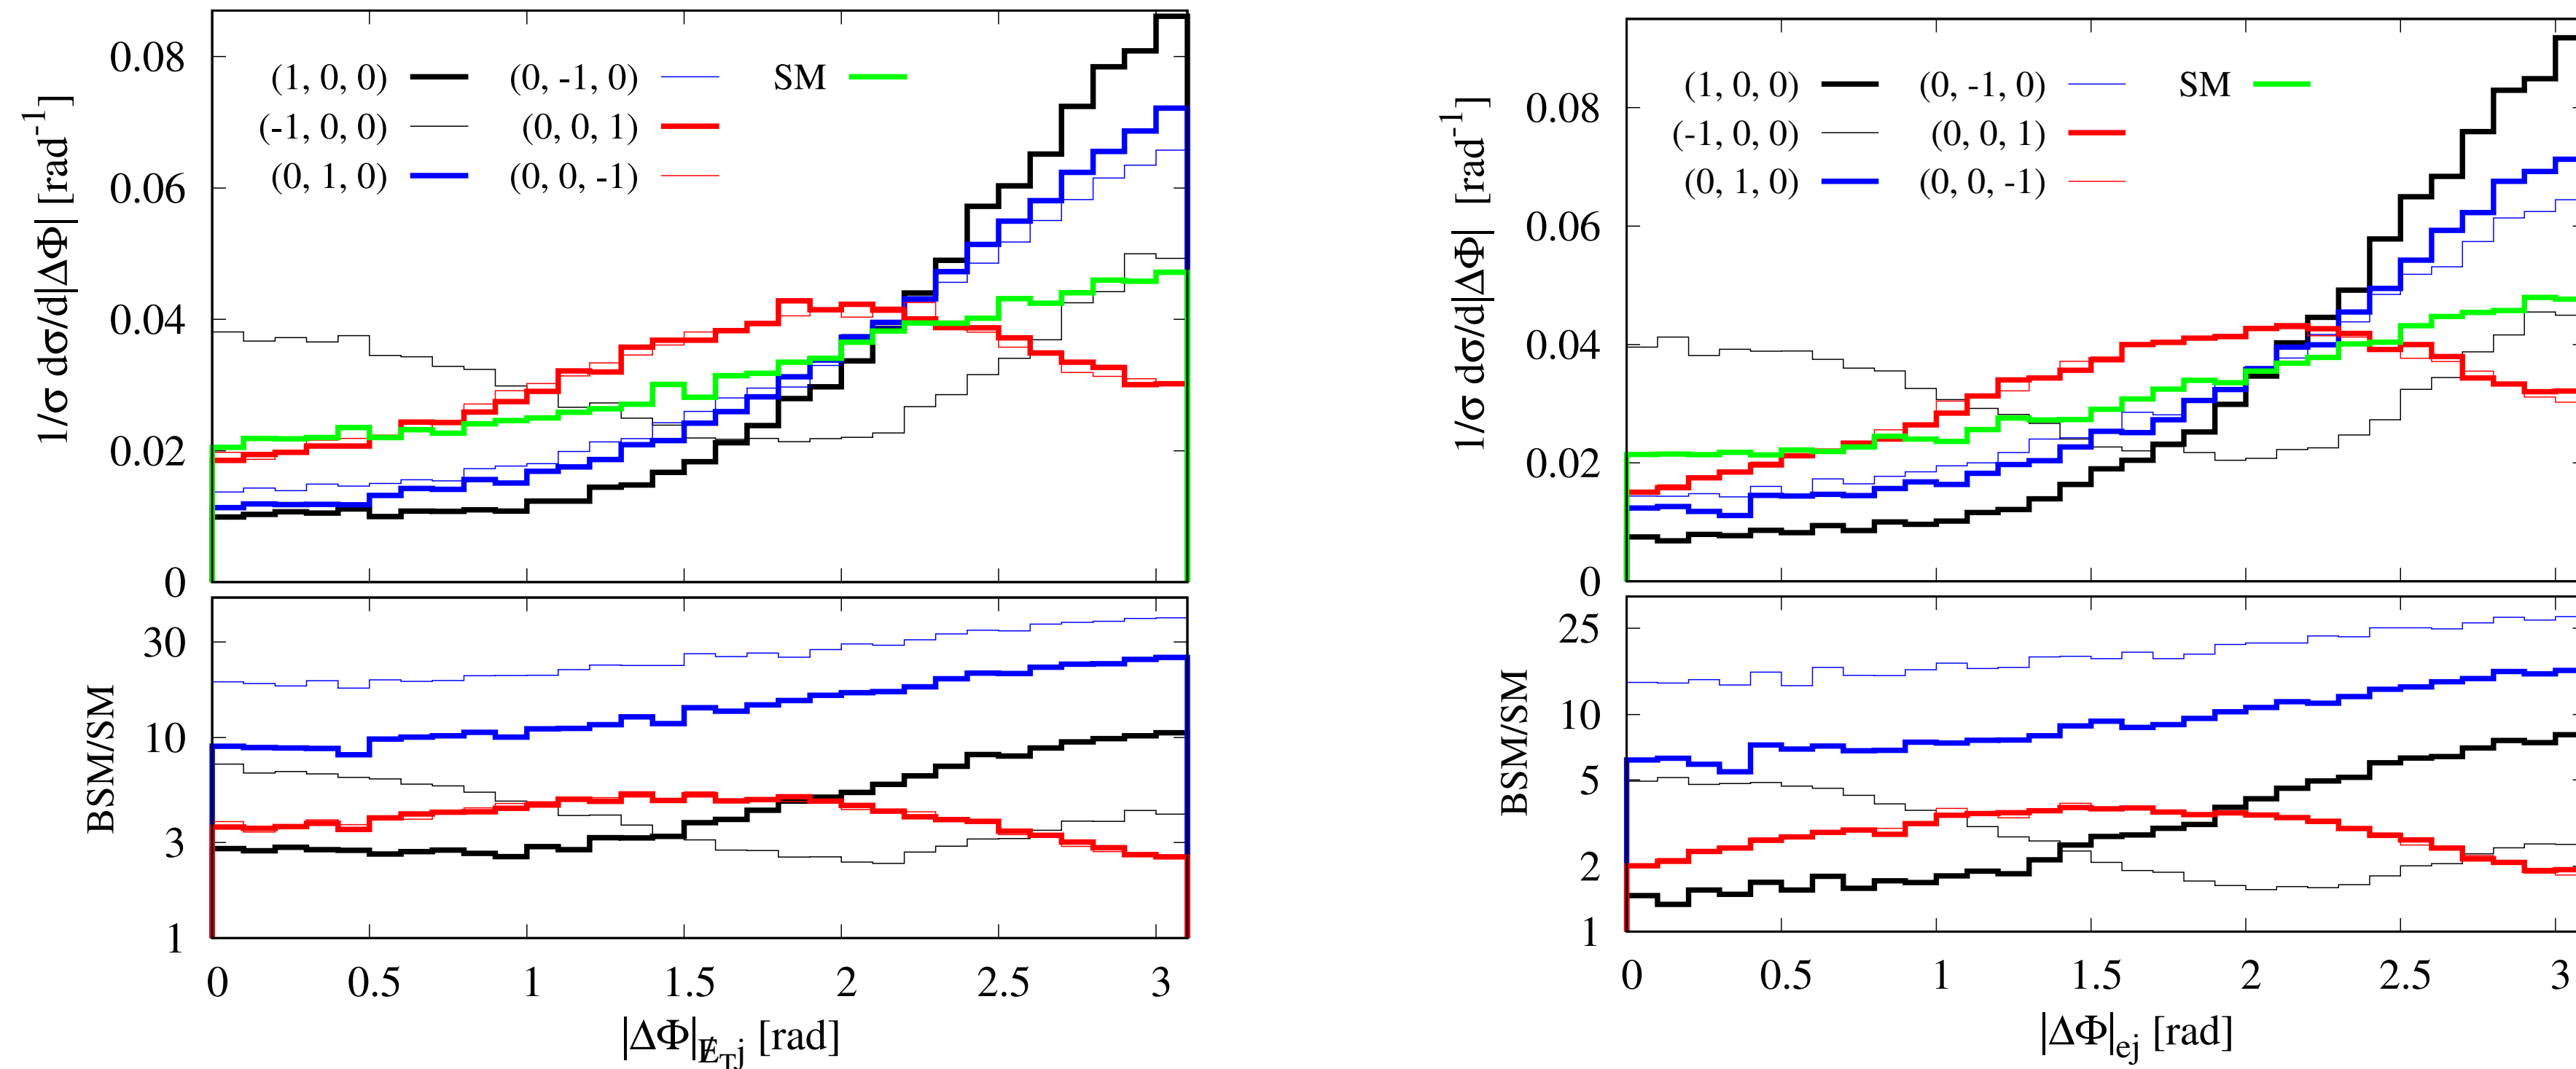 1/σ dσ/d|ΔΦ| [rad-1]
0.08
0.06
0.04
0.02
0
(1, 0, 0) (0, -1, 0) SM
(-1, 0, 0) (0, 0, 1)
(0, 1, 0) (0, 0, -1)
BSM/SM
30
10
3
1
0 0.5 1 1.5 2 2.5 3
|ΔΦ|E̸Tj [rad]
1/σ dσ/d|ΔΦ| [rad-1]
0.08
0.06
0.04
0.02
0
(1, 0, 0) (0, -1, 0) SM
(-1, 0, 0) (0, 0, 1)
(0, 1, 0) (0, 0, -1)
BSM/SM
25
10
5
2
1
0 0.5 1 1.5 2 2.5 3
|ΔΦ|ej [rad]